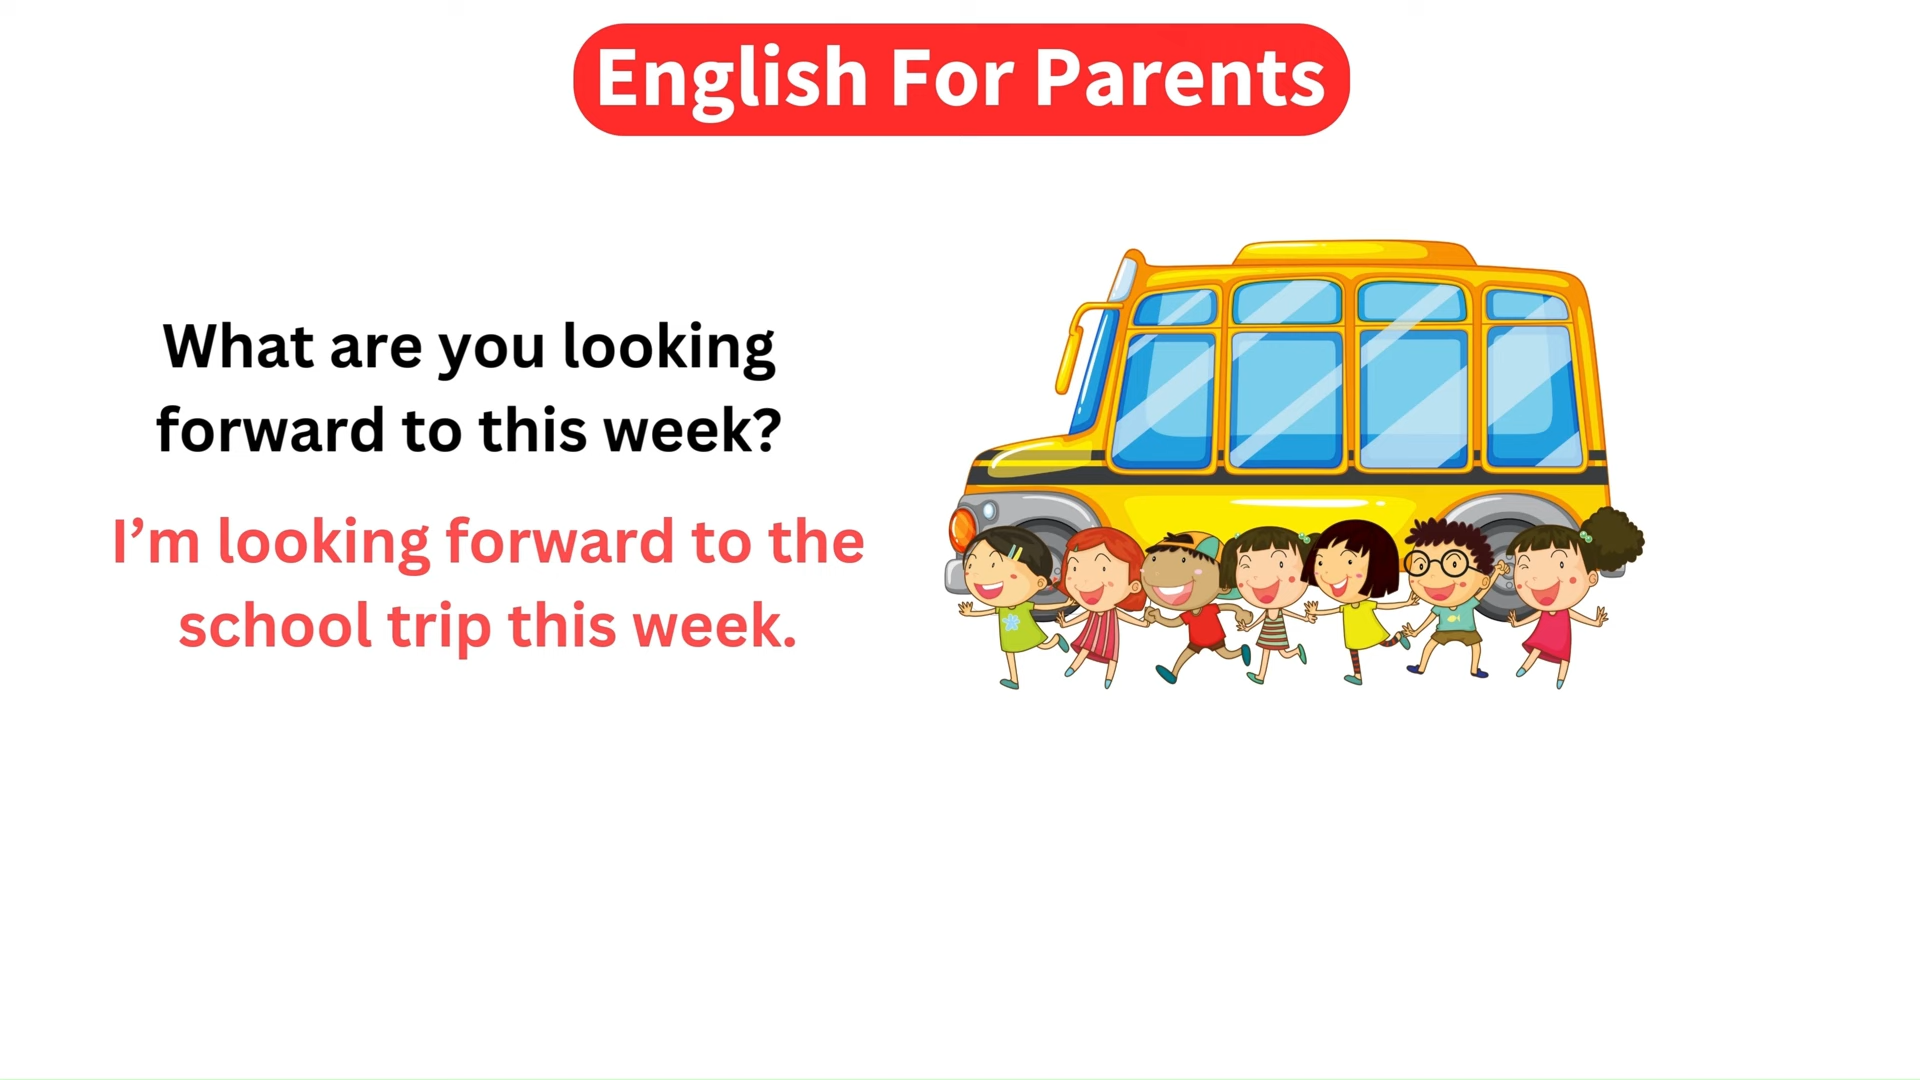 English For Parents
What are you looking
forward to this week?
I’m looking forward to the
school trip this week.